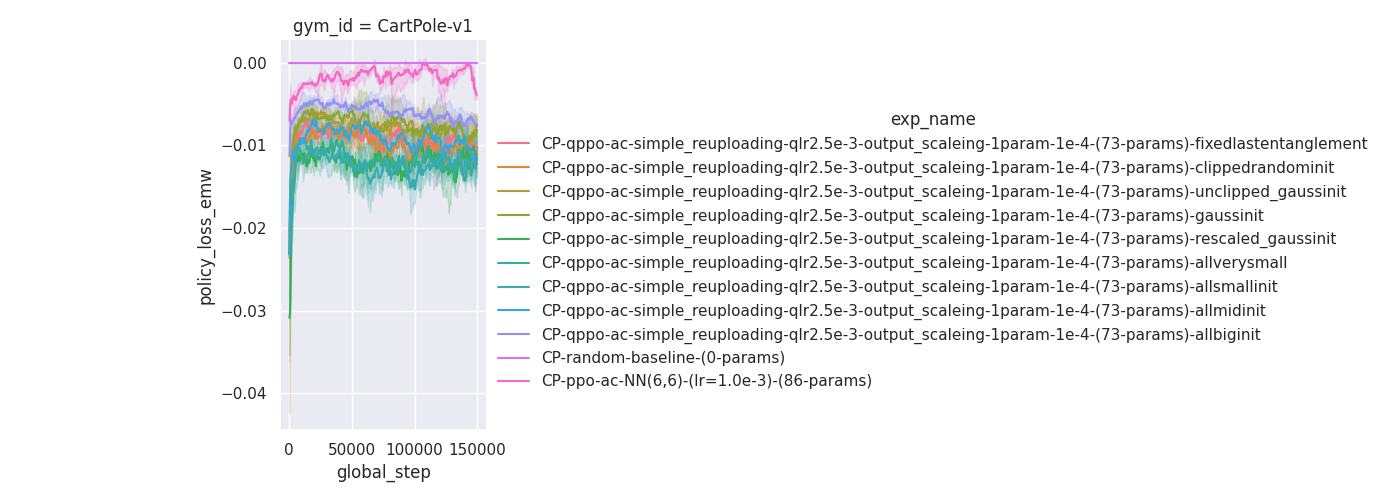 gym_id = CartPole-v1
0.00
−0.01
−0.02
−0.03
−0.04
policy_loss_emw
0 50000 100000 150000
global_step
exp_name
CP-qppo-ac-simple_reuploading-qlr2.5e-3-output_scaleing-1param-1e-4-(73-params)-fixedlastentanglement
CP-qppo-ac-simple_reuploading-qlr2.5e-3-output_scaleing-1param-1e-4-(73-params)-clippedrandominit
CP-qppo-ac-simple_reuploading-qlr2.5e-3-output_scaleing-1param-1e-4-(73-params)-unclipped_gaussinit
CP-qppo-ac-simple_reuploading-qlr2.5e-3-output_scaleing-1param-1e-4-(73-params)-gaussinit
CP-qppo-ac-simple_reuploading-qlr2.5e-3-output_scaleing-1param-1e-4-(73-params)-rescaled_gaussinit
CP-qppo-ac-simple_reuploading-qlr2.5e-3-output_scaleing-1param-1e-4-(73-params)-allverysmall
CP-qppo-ac-simple_reuploading-qlr2.5e-3-output_scaleing-1param-1e-4-(73-params)-allsmallinit
CP-qppo-ac-simple_reuploading-qlr2.5e-3-output_scaleing-1param-1e-4-(73-params)-allmidinit
CP-qppo-ac-simple_reuploading-qlr2.5e-3-output_scaleing-1param-1e-4-(73-params)-allbiginit
CP-random-baseline-(0-params)
CP-ppo-ac-NN(6,6)-(lr=1.0e-3)-(86-params)